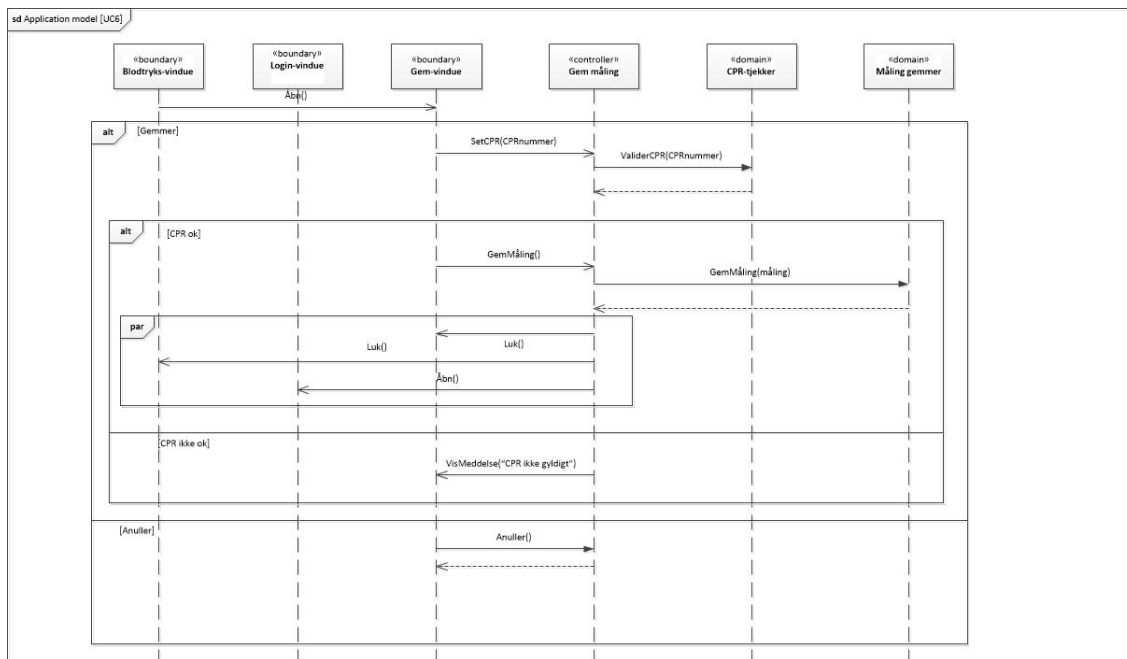 sd Application model [UC6]
«boundary»
Blodtryks-vindue
«boundary»
Login-vindue
«boundary»
Gem-vindue
«controller»
Gem måling
«domain»
CPR-tjekker
«domain»
Måling gemmer
Åbn()
alt
[Gemmer]
SetCPR(CPRnummer)
ValiderCPR(CPRnummer)
alt
[CPR ok]
GemMåling()
GemMåling(måling)
par
Luk()
Luk()
Åbn()
[CPR ikke ok]
VisMeddelse("CPR ikke gyldigt")
[Anuller]
Anuller()